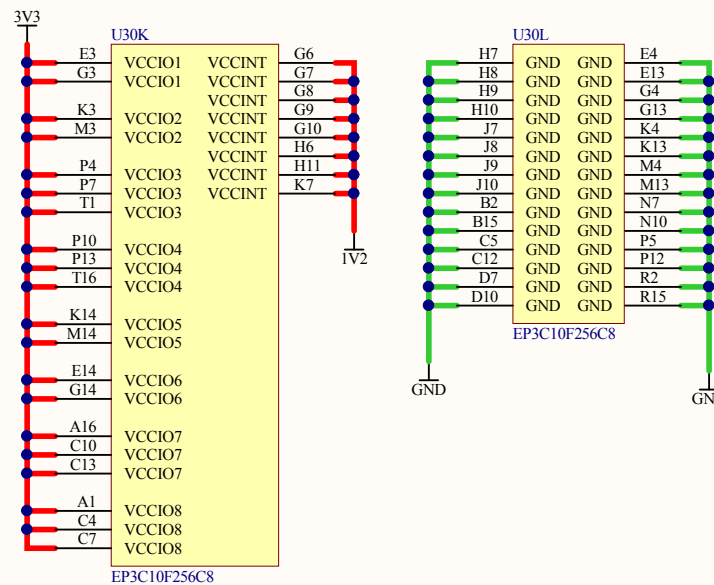 3V3
U30K
E3 VCCIO1 VCCINT G6
G3 VCCIO1 VCCINT G7
VCCINT G8
K3 VCCIO2 VCCINT G9
M3 VCCIO2 VCCINT G10
VCCINT H6
P4 VCCIO3 VCCINT H11
P7 VCCIO3 VCCINT K7
T1 VCCIO3
P10 VCCIO4
P13 VCCIO4
T16 VCCIO4
1V2
K14 VCCIO5
M14 VCCIO5
E14 VCCIO6
G14 VCCIO6
A16 VCCIO7
C10 VCCIO7
C13 VCCIO7
A1 VCCIO8
C4 VCCIO8
C7 VCCIO8
EP3C10F256C8
U30L
H7 GND GND E4
H8 GND GND E13
H9 GND GND G4
H10 GND GND G13
J7 GND GND K4
J8 GND GND K13
J9 GND GND M4
J10 GND GND M13
B2 GND GND N7
B15 GND GND N10
C5 GND GND P5
C12 GND GND P12
D7 GND GND R2
D10 GND GND R15
EP3C10F256C8
GND
GN